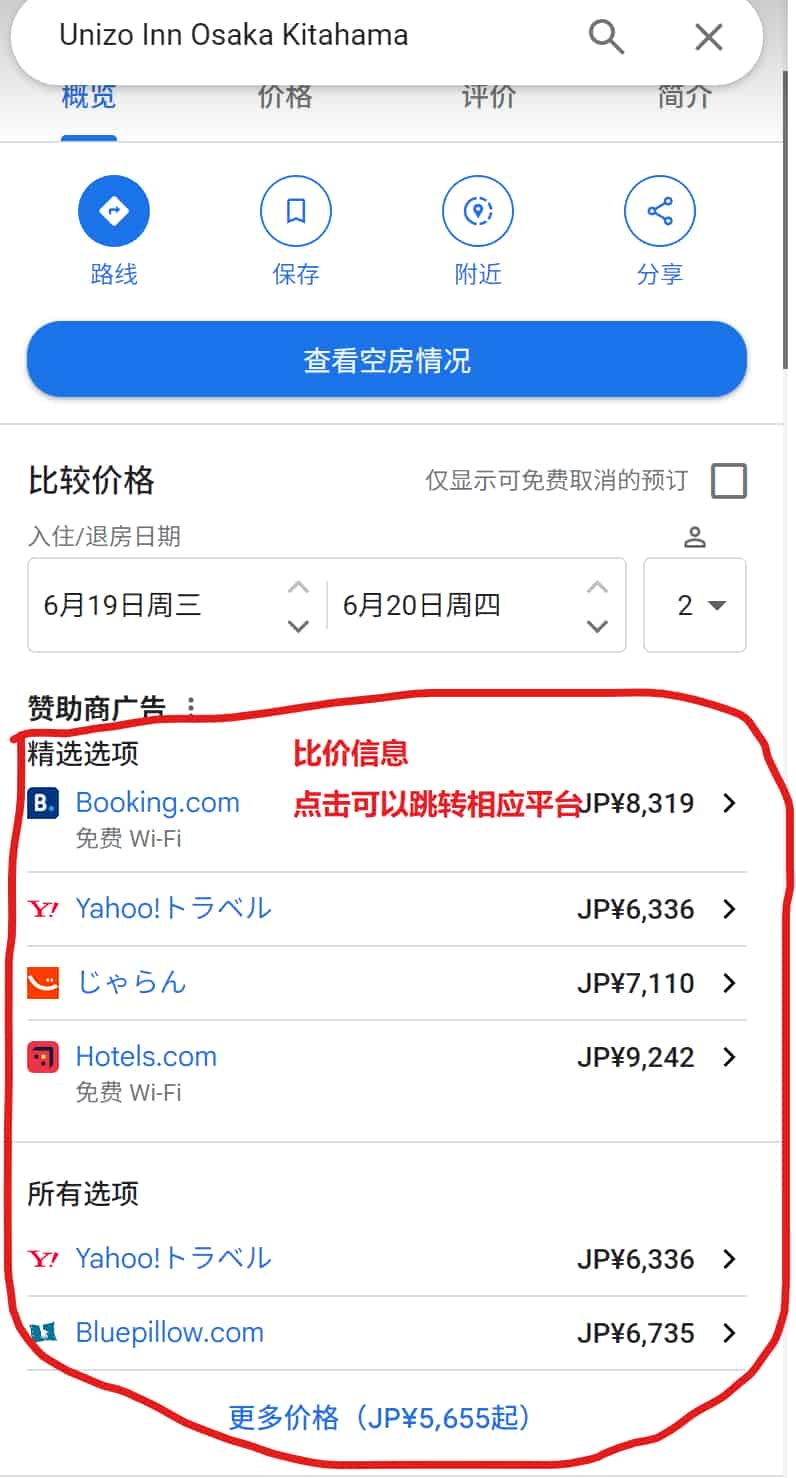 Unizo Inn Osaka Kitahama
概览 价格 评价 简介
路线 保存 附近 分享
查看空房情况
比较价格 仅显示可免费取消的预订
入住/退房日期
6月19日周三 6月20日周四 2
赞助商广告
精选选项
比价信息
点击可以跳转相应平台
B. Booking.com JP¥8,319
免费 Wi-Fi
Y! Yahoo!トラベル JP¥6,336
じゃらん JP¥7,110
Hotels.com JP¥9,242
免费 Wi-Fi
所有选项
Y! Yahoo!トラベル JP¥6,336
Bluepillow.com JP¥6,735
更多价格（JP¥5,655起）